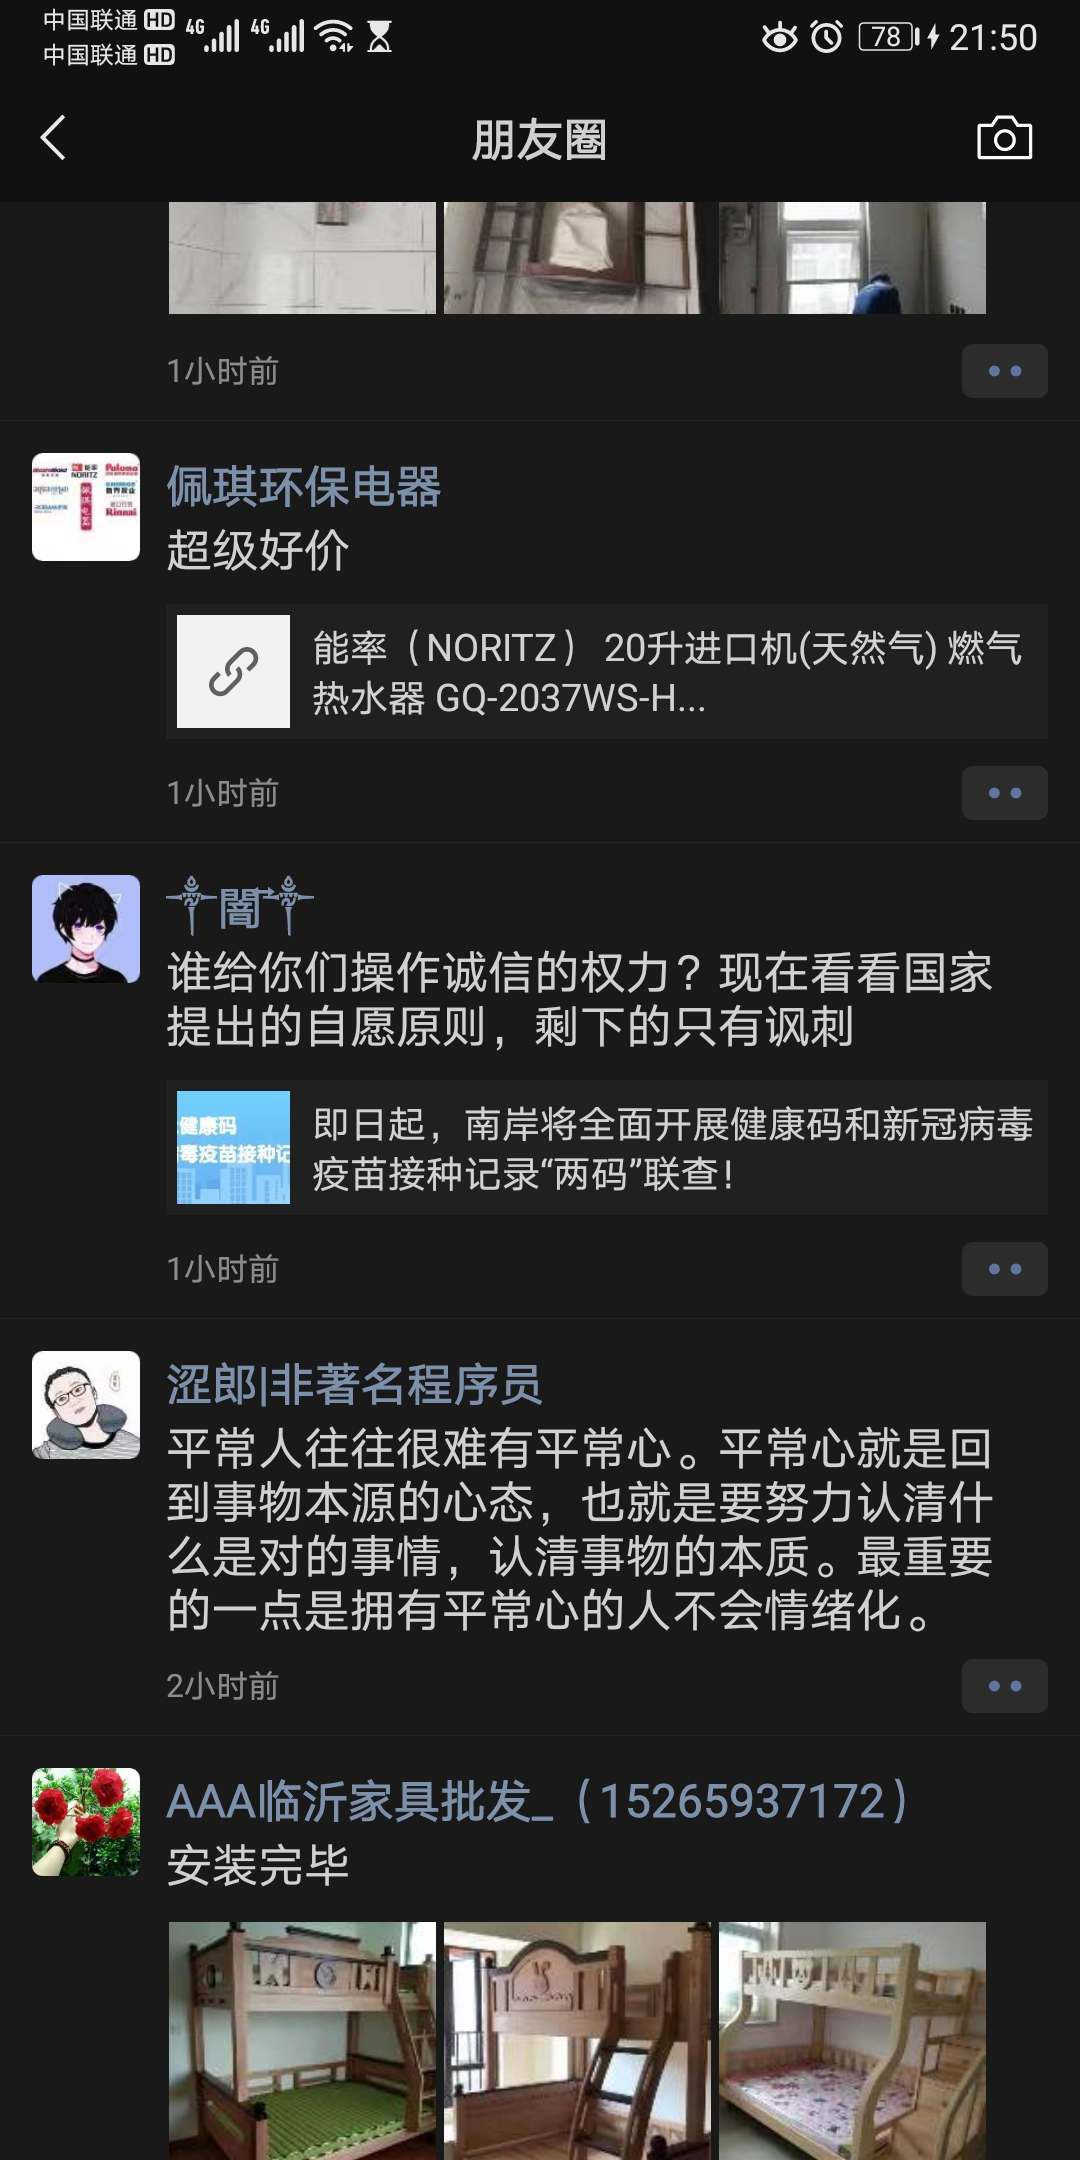 中国联通 HD 4G 4G 78 21:50
中国联通 HD
朋友圈
1小时前
能率
NORITZ
Paloma
Rinnai
佩琪环保电器
超级好价
能率（NORITZ） 20升进口机(天然气) 燃气
热水器 GQ-2037WS-H...
1小时前
闇
谁给你们操作诚信的权力？现在看看国家
提出的自愿原则，剩下的只有讽刺
健康码
毒疫苗接种记
即日起，南岸将全面开展健康码和新冠病毒
疫苗接种记录“两码”联查！
1小时前
涩郎|非著名程序员
平常人往往很难有平常心。平常心就是回
到事物本源的心态，也就是要努力认清什
么是对的事情，认清事物的本质。最重要
的一点是拥有平常心的人不会情绪化。
2小时前
AAA临沂家具批发_（15265937172）
安装完毕